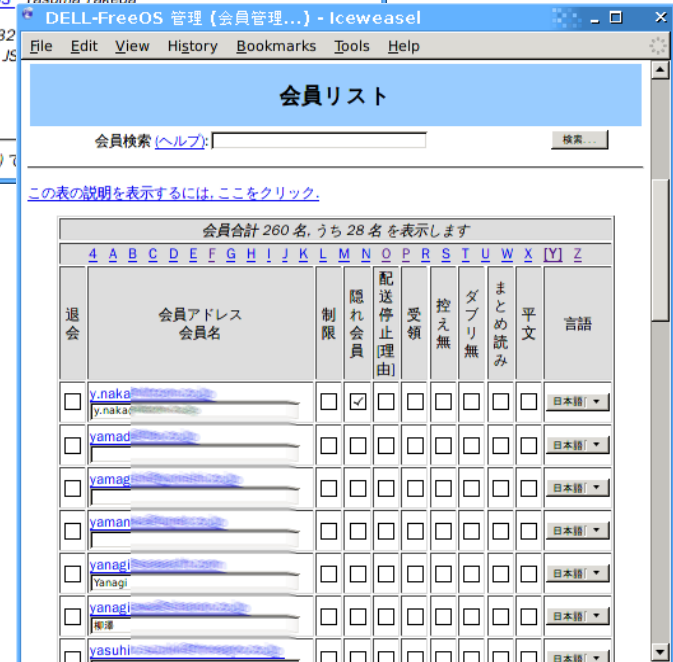 Yasuma Takeda
DELL-FreeOS 管理 (会員管理...) - Iceweasel
File Edit View History Bookmarks Tools Help
会員リスト
会員検索 (ヘルプ): 検索...
この表の説明を表示するには, ここをクリック.
会員合計 260 名, うち 28 名 を表示します
4 A B C D E F G H I J K L M N O P R S T U W X [Y] Z
退会 会員アドレス 会員名 制限 隠れ会員 配送停止[理由] 受領 控え無 ダブリ無 まとめ読み 平文 言語
y.naka 日本語
y.naka
yamad 日本語
yamag 日本語
yaman 日本語
yanagi 日本語
Yanagi
yanagi 日本語
柳澤
yasuhi 日本語